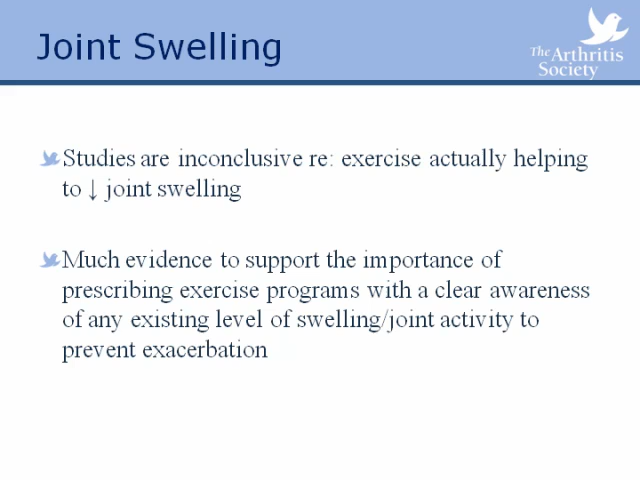 Joint Swelling
The Arthritis
Society
Studies are inconclusive re: exercise actually helping
to ↓ joint swelling
Much evidence to support the importance of
prescribing exercise programs with a clear awareness
of any existing level of swelling/joint activity to
prevent exacerbation